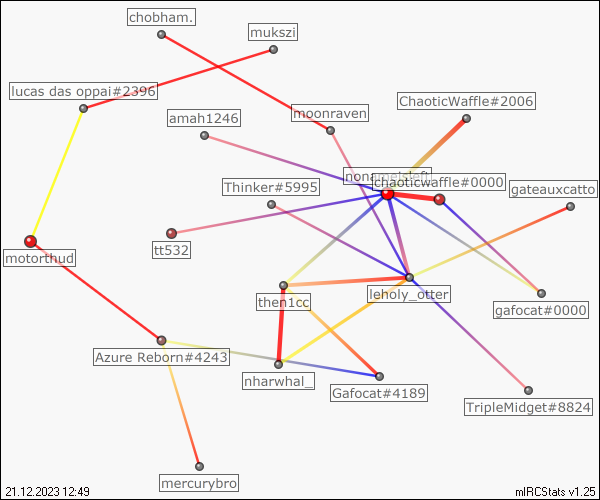 chobham.
mukszi
lucas das oppai#2396
ChaoticWaffle#2006
moonraven
amah1246
chaoticwaffle#0000
Thinker#5995
gateauxcatto
tt532
motorthud
leholy_otter
then1cc
gafocat#0000
Azure Reborn#4243
nharwhal_
Gafocat#4189
TripleMidget#8824
mercurybro
21.12.2023 12:49
mIRCStats v1.25